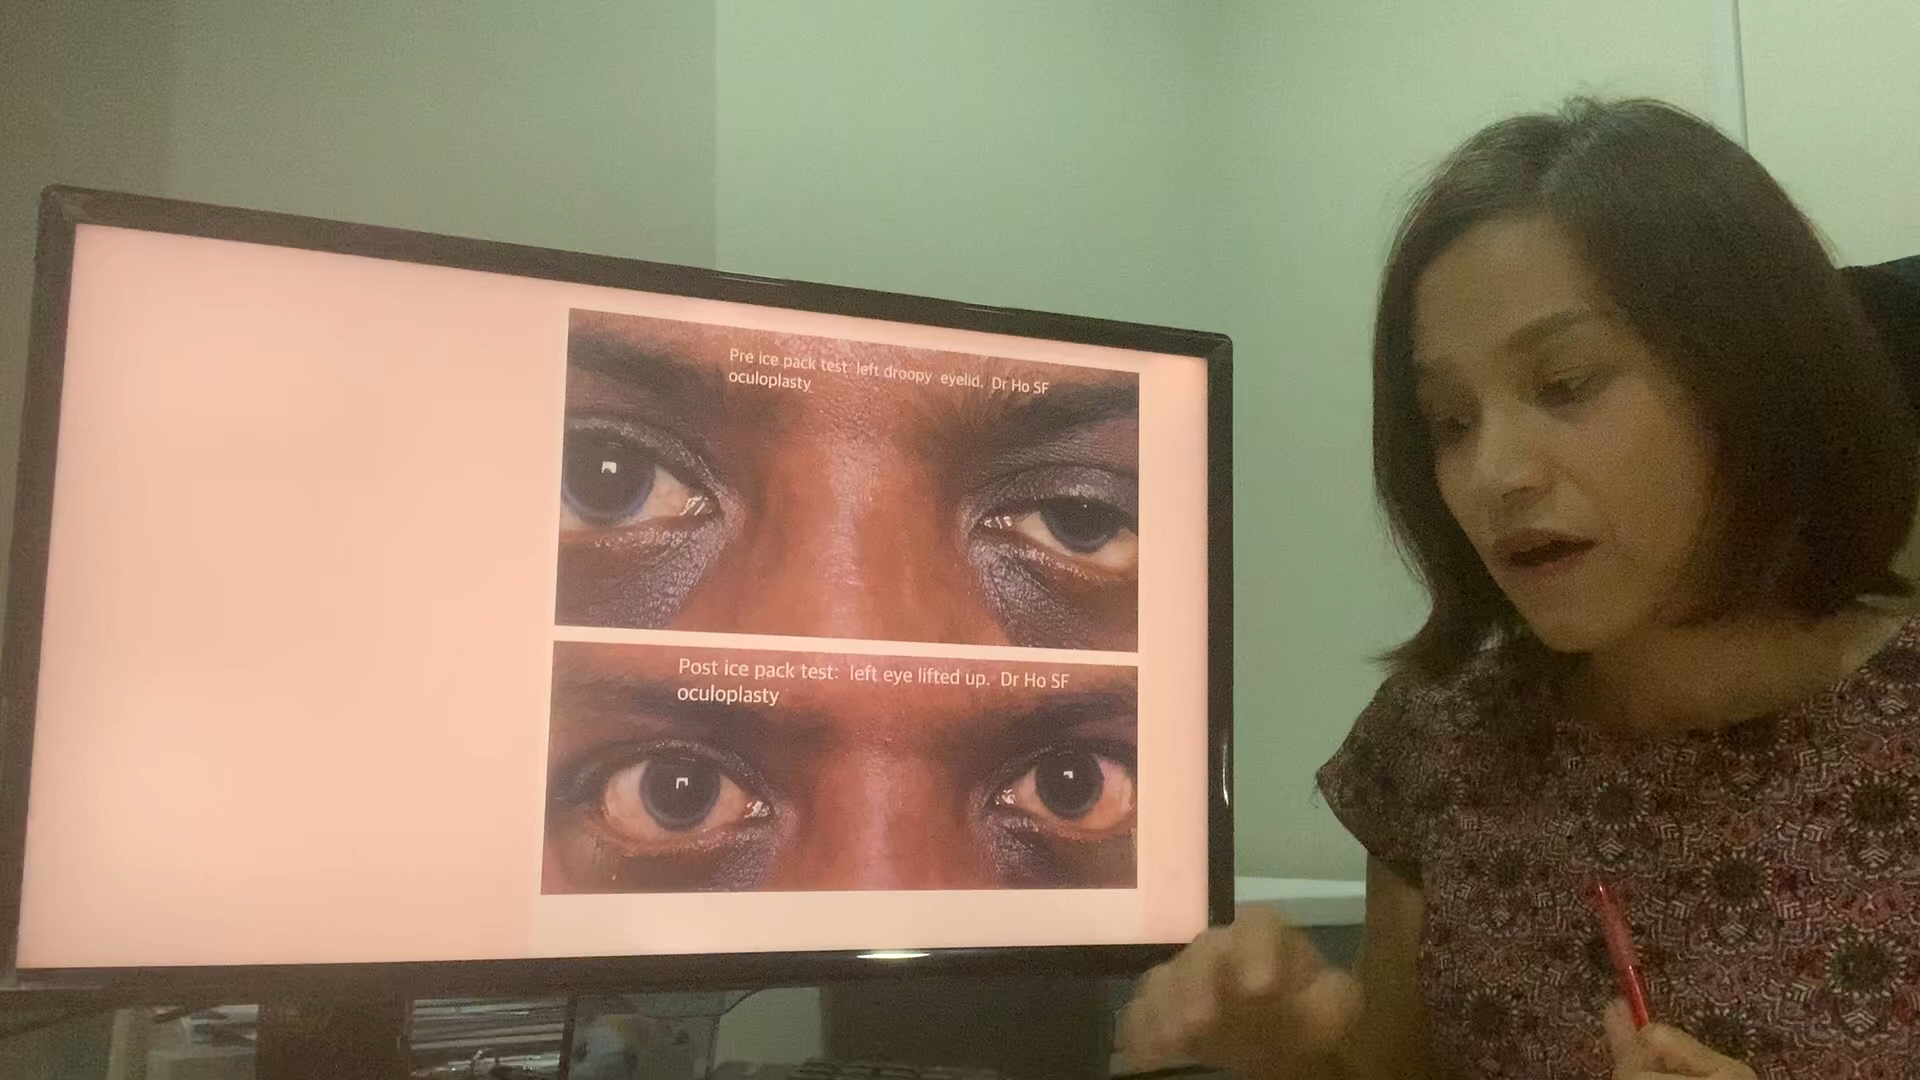 Pre ice pack test: left droopy eyelid. Dr Ho SF
oculoplasty
Post ice pack test: left eye lifted up. Dr Ho SF
oculoplasty